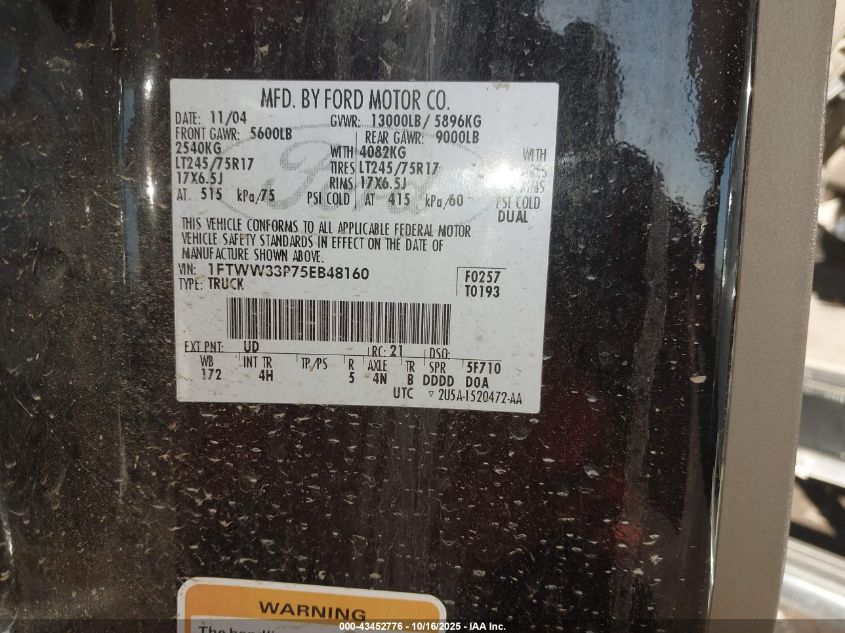 MFD. BY FORD MOTOR CO.
DATE: 11/04 GVWR: 13000LB/ 5896KG
FRONT GAWR: 5600LB REAR GAWR: 9000LB
2540KG WITH 4082KG WITH
LT245/75R17 TIRES LT245/75R17 TIRES
17X6.5J RIMS 17X6.5J RIMS
AT 515 kPa/75 PSI COLD AT 415 kPa/60 PSI COLD
DUAL
Ford
THIS VEHICLE CONFORMS TO ALL APPLICABLE FEDERAL MOTOR
VEHICLE SAFETY STANDARDS IN EFFECT ON THE DATE OF
MANUFACTURE SHOWN ABOVE.
VIN: 1FTWW33P75EB48160 F0257
TYPE: TRUCK T0193
EXT PNT: UD RC: 21 DSO:
WB INT TR TP/PS R AXLE TR SPR 5F710
172 4H 5 4N B DDDD D0A
UTC ▽ 2U5A-1520472-AA
WARNING
000-43452776 - 10/16/2025 - IAA Inc.